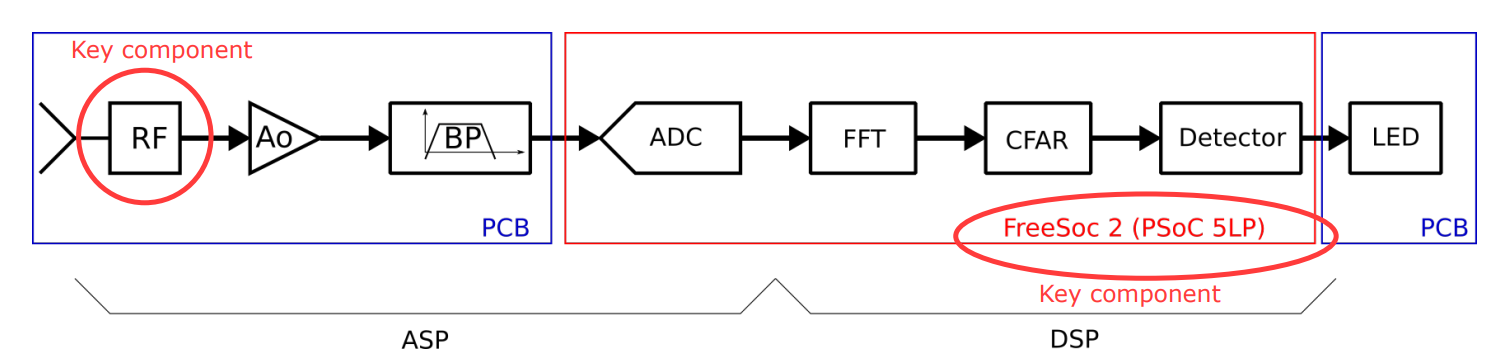 Key component
RF
Ao
BP
ADC
FFT
CFAR
Detector
LED
PCB
FreeSoc 2 (PSoC 5LP)
PCB
Key component
ASP
DSP